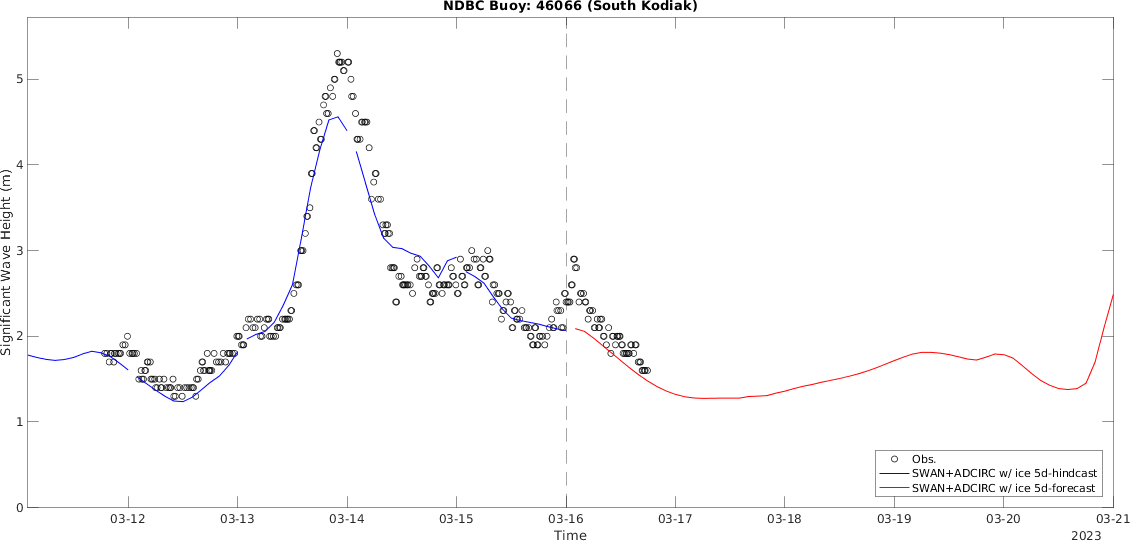 NDBC Buoy: 46066 (South Kodiak)
Significant Wave Height (m)
5
4
3
2
1
0
Obs.
SWAN+ADCIRC w/ ice 5d-hindcast
SWAN+ADCIRC w/ ice 5d-forecast
03-12 03-13 03-14 03-15 03-16 03-17 03-18 03-19 03-20 03-21
Time
2023